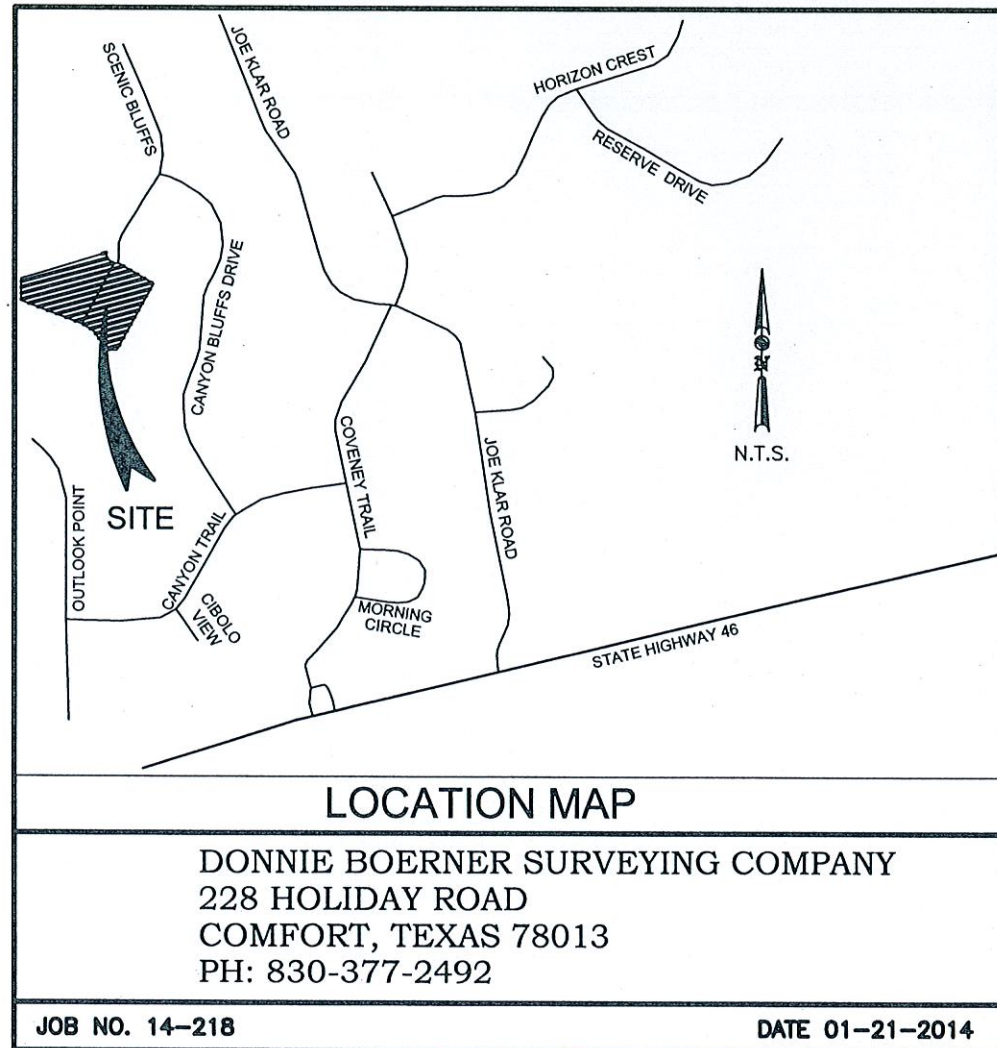 SCENIC BLUFFS
JOE KLAR ROAD
HORIZON CREST
RESERVE DRIVE
CANYON BLUFFS DRIVE
N
N.T.S.
COVENEY TRAIL
JOE KLAR ROAD
OUTLOOK POINT
SITE
CANYON TRAIL
CIBOLO
VIEW
MORNING
CIRCLE
STATE HIGHWAY 46
LOCATION MAP
DONNIE BOERNER SURVEYING COMPANY
228 HOLIDAY ROAD
COMFORT, TEXAS 78013
PH: 830-377-2492
JOB NO. 14-218
DATE 01-21-2014